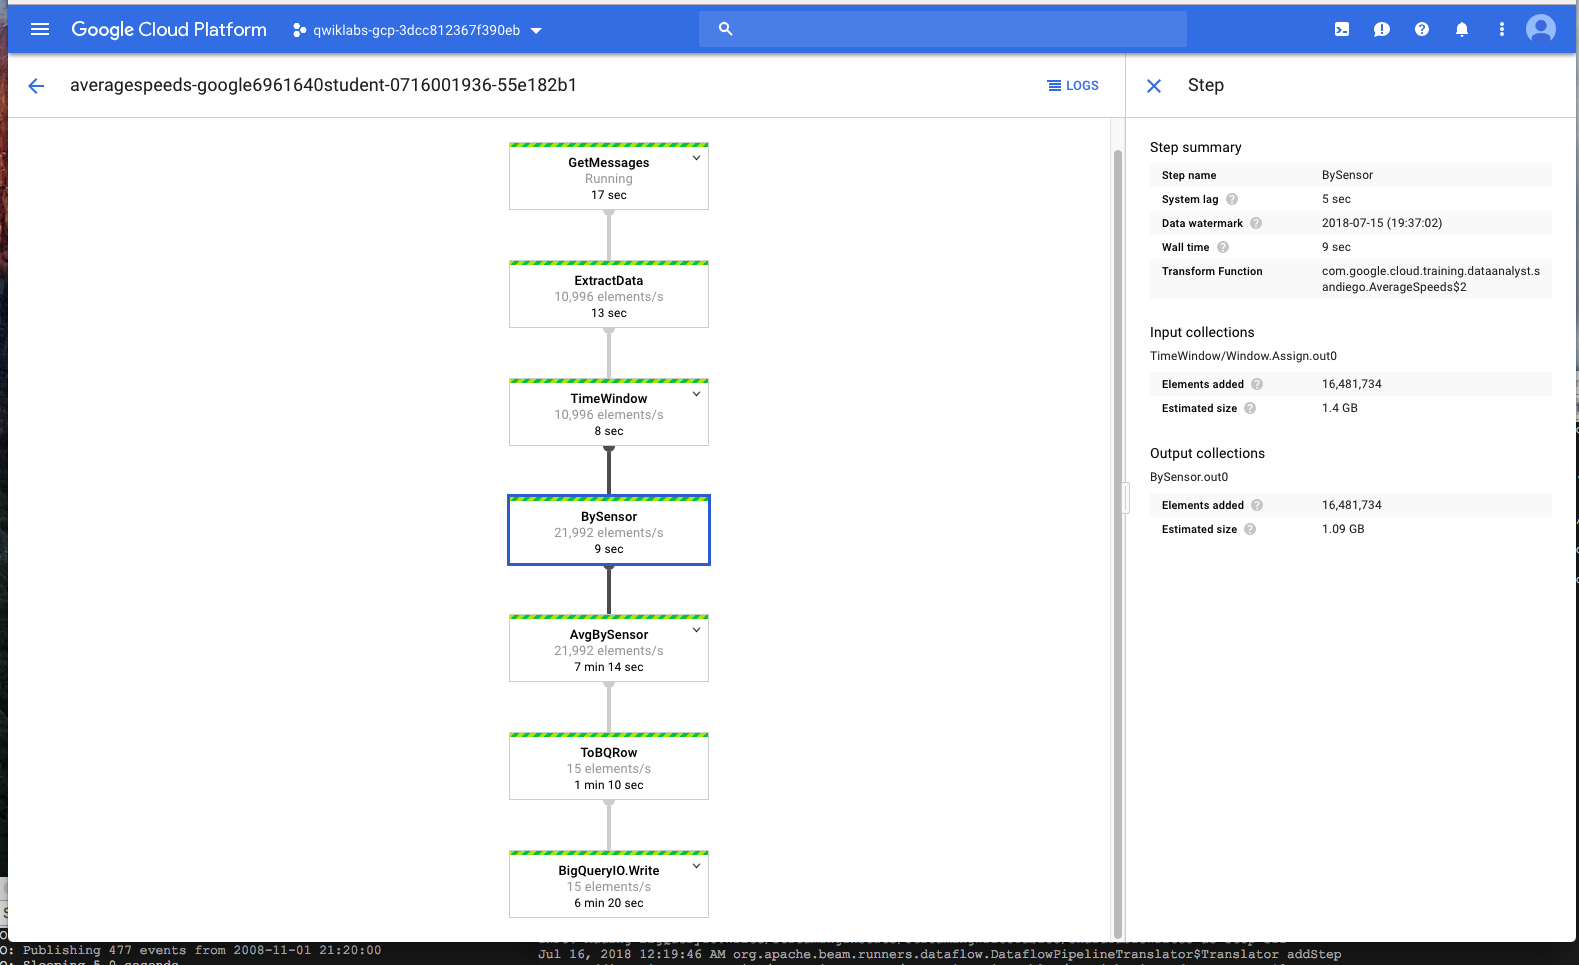 Google Cloud Platform
qwiklabs-gcp-3dcc812367f390eb
averagespeeds-google6961640student-0716001936-55e182b1
LOGS
GetMessages
Running
17 sec
ExtractData
10,996 elements/s
13 sec
TimeWindow
10,996 elements/s
8 sec
BySensor
21,992 elements/s
9 sec
AvgBySensor
21,992 elements/s
7 min 14 sec
ToBQRow
15 elements/s
1 min 10 sec
BigQueryIO.Write
15 elements/s
6 min 20 sec
Step
Step summary
Step name BySensor
System lag ? 5 sec
Data watermark ? 2018-07-15 (19:37:02)
Wall time ? 9 sec
Transform Function com.google.cloud.training.dataanalyst.s
andiego.AverageSpeeds$2
Input collections
TimeWindow/Window.Assign.out0
Elements added ? 16,481,734
Estimated size ? 1.4 GB
Output collections
BySensor.out0
Elements added ? 16,481,734
Estimated size ? 1.09 GB
O: Publishing 477 events from 2008-11-01 21:20:00
Jul 16, 2018 12:19:46 AM org.apache.beam.runners.dataflow.DataflowPipelineTranslator$Translator addStep